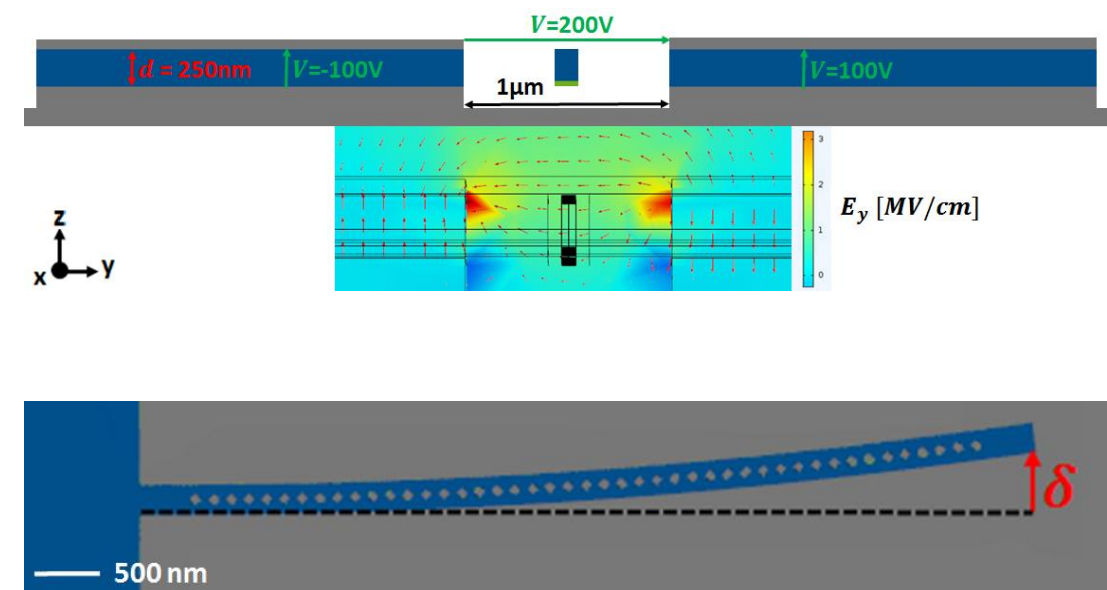 V=200V
d = 250nm
V=-100V
V=100V
1μm
3
2
1
0
E_y [MV/cm]
z
x
y
δ
500 nm